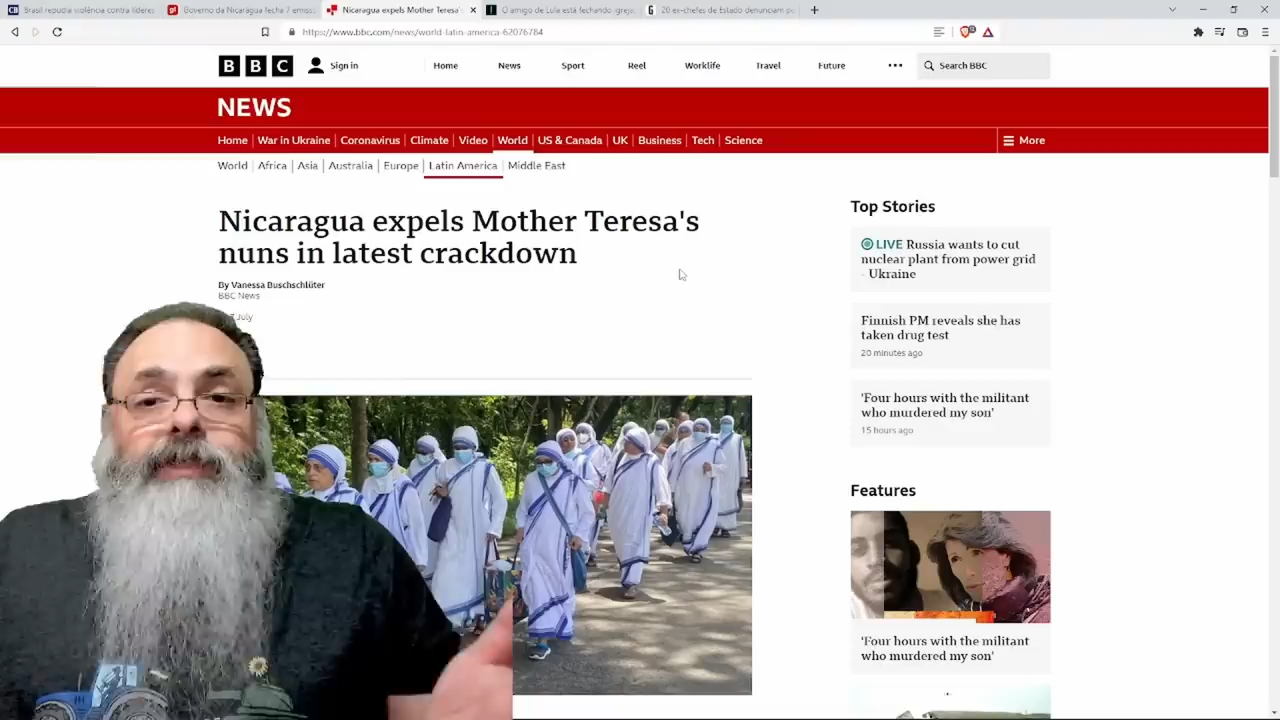 Brasil repudia violência contra líderes
Governo da Nicarágua fecha 7 emiss
Nicaragua expels Mother Teresa's
O amigo de Lula está fechando igrej
20 ex-chefes de Estado denunciam pe
https://www.bbc.com/news/world-latin-america-62076784
BBC
Sign in
Home
News
Sport
Reel
Worklife
Travel
Future
Search BBC
NEWS
Home
War in Ukraine
Coronavirus
Climate
Video
World
US & Canada
UK
Business
Tech
Science
More
World
Africa
Asia
Australia
Europe
Latin America
Middle East
Nicaragua expels Mother Teresa's
nuns in latest crackdown
By Vanessa Buschschlüter
BBC News
July
Top Stories
LIVE Russia wants to cut
nuclear plant from power grid
- Ukraine
Finnish PM reveals she has
taken drug test
20 minutes ago
'Four hours with the militant
who murdered my son'
15 hours ago
Features
'Four hours with the militant
who murdered my son'